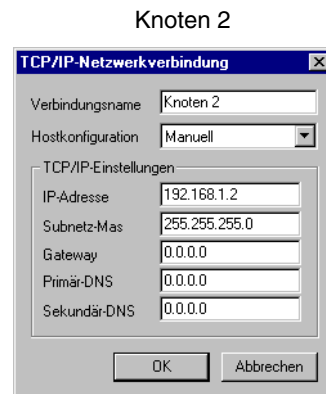 Knoten 2
TCP/IP-Netzwerkverbindung
Verbindungsname Knoten 2
Hostkonfiguration Manuell
TCP/IP-Einstellungen
IP-Adresse 192.168.1.2
Subnetz-Mas 255.255.255.0
Gateway 0.0.0.0
Primär-DNS 0.0.0.0
Sekundär-DNS 0.0.0.0
OK Abbrechen